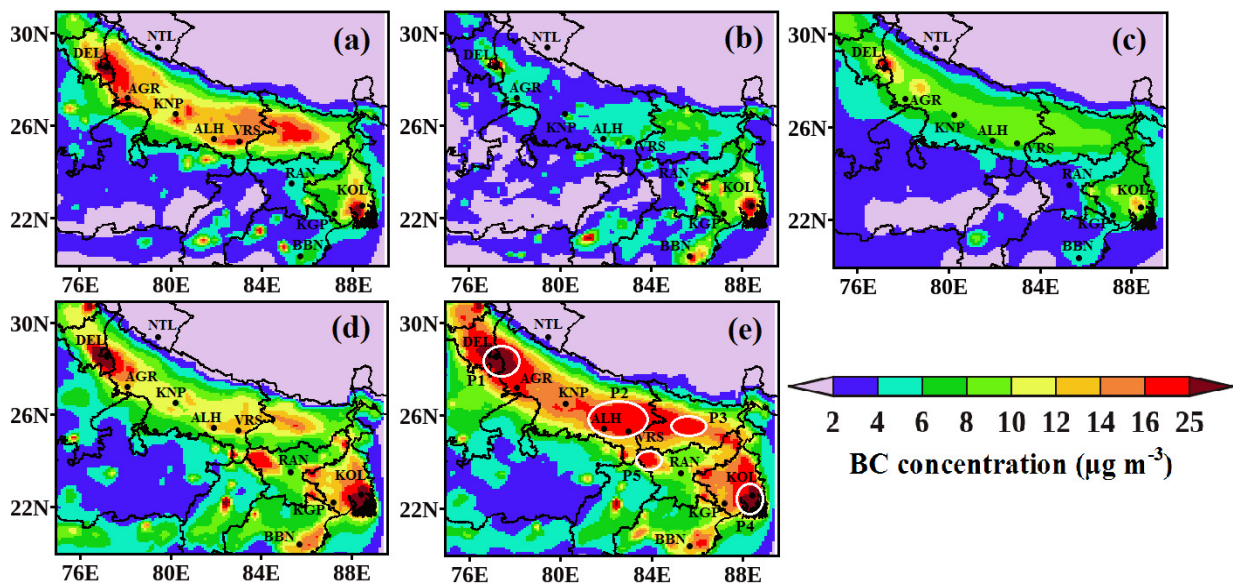 (a)
30N
26N
22N
76E 80E 84E 88E
NTL
DEL
AGR
KNP
ALH
VRS
RAN
KOL
KGP
BBN
(b)
30N
26N
22N
76E 80E 84E 88E
NTL
DEL
AGR
KNP
ALH
VRS
RAN
KOL
KGP
BBN
(c)
76E 80E 84E 88E
NTL
DEL
AGR
KNP
ALH
VRS
RAN
KOL
KGP
BBN
(d)
30N
26N
22N
76E 80E 84E 88E
NTL
DEL
AGR
KNP
ALH
VRS
RAN
KOL
KGP
BBN
(e)
30N
26N
22N
76E 80E 84E 88E
NTL
DEL
P1
AGR
KNP
P2
ALH
P3
VRS
RAN
P5
KOL
KGP
P4
BBN
2 4 6 8 10 12 14 16 25
BC concentration (µg m⁻³)